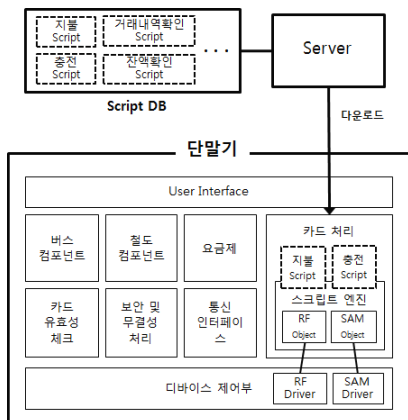 지불
Script
거래내역확인
Script
충전
Script
잔액확인
Script
...
Script DB
Server
다운로드
단말기
User Interface
버스
컴포넌트
철도
컴포넌트
요금제
카드 처리
지불
Script
충전
Script
스크립트 엔진
RF
Object
SAM
Object
카드
유효성
체크
보안 및
무결성
처리
통신
인터페이
스
디바이스 제어부
RF
Driver
SAM
Driver